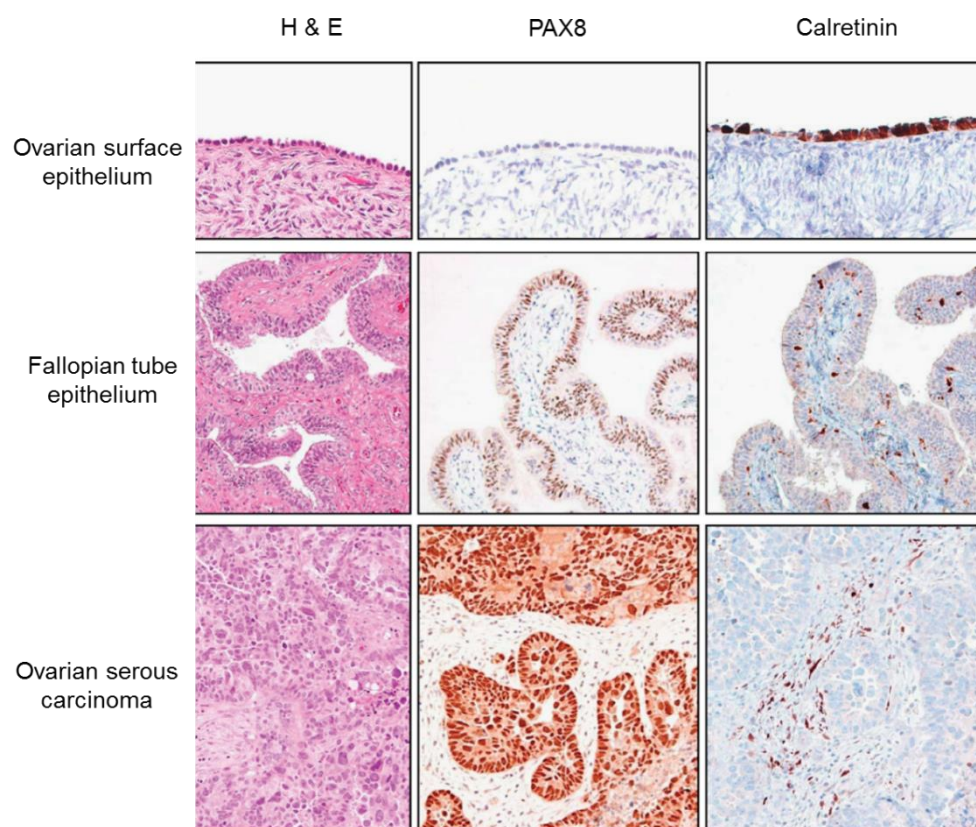 H & E
PAX8
Calretinin
Ovarian surface
epithelium
Fallopian tube
epithelium
Ovarian serous
carcinoma